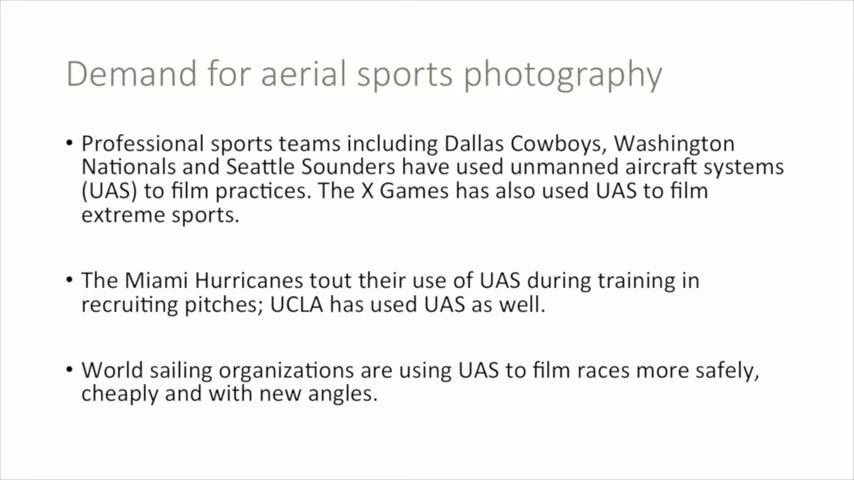 Demand for aerial sports photography
• Professional sports teams including Dallas Cowboys, Washington
Nationals and Seattle Sounders have used unmanned aircraft systems
(UAS) to film practices. The X Games has also used UAS to film
extreme sports.
• The Miami Hurricanes tout their use of UAS during training in
recruiting pitches; UCLA has used UAS as well.
• World sailing organizations are using UAS to film races more safely,
cheaply and with new angles.